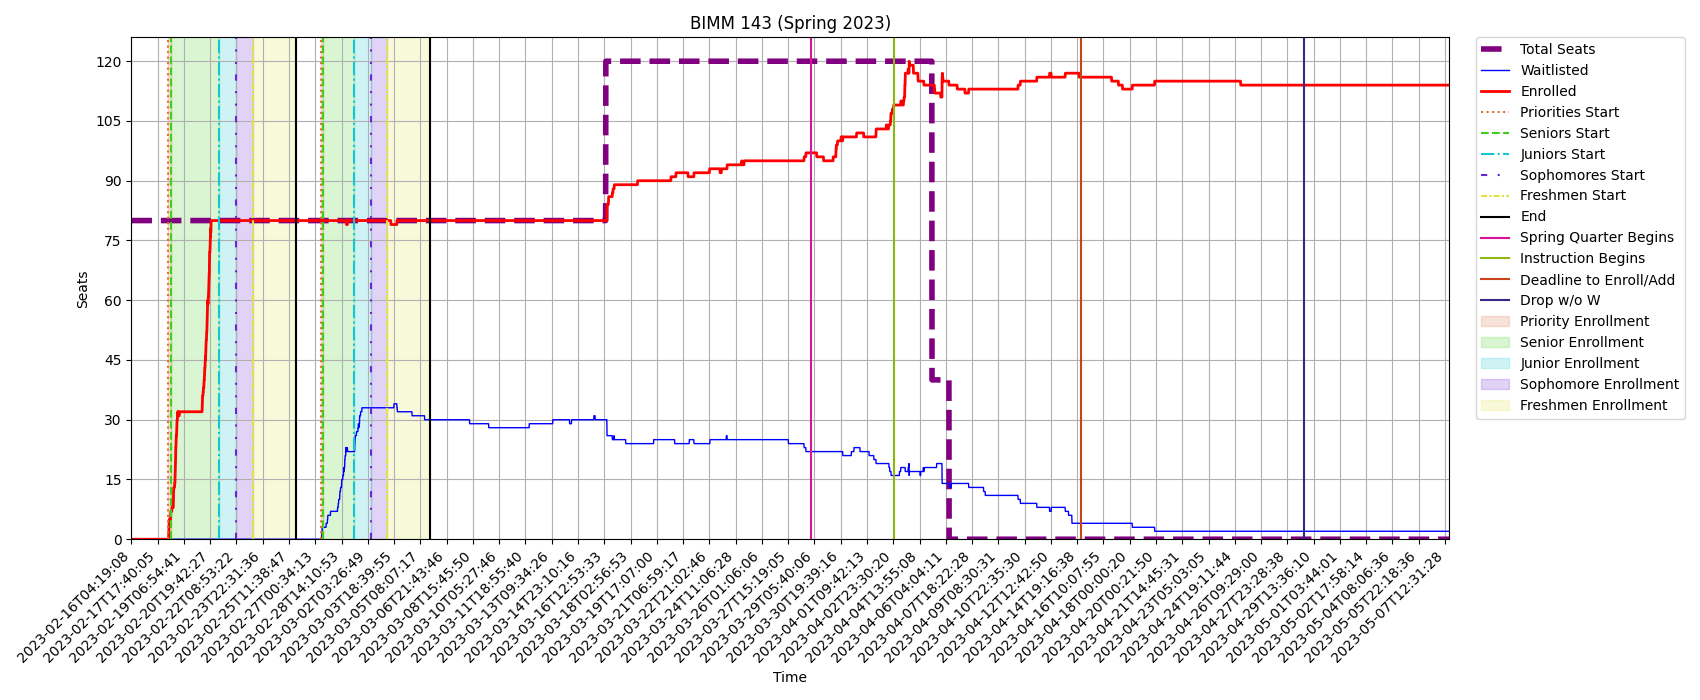 BIMM 143 (Spring 2023)
Seats
120
105
90
75
60
45
30
15
0
2023-02-16T04:19:08
2023-02-17T17:40:05
2023-02-19T06:54:41
2023-02-20T19:42:27
2023-02-22T08:53:22
2023-02-23T22:31:36
2023-02-25T11:38:47
2023-02-27T00:34:13
2023-02-28T14:10:53
2023-03-02T03:26:49
2023-03-03T18:39:55
2023-03-05T08:07:17
2023-03-06T21:43:46
2023-03-08T15:45:50
2023-03-10T05:27:46
2023-03-11T18:55:40
2023-03-13T09:34:26
2023-03-14T23:10:16
2023-03-16T12:53:33
2023-03-18T02:56:53
2023-03-19T17:07:00
2023-03-21T06:59:17
2023-03-22T21:02:46
2023-03-24T11:06:28
2023-03-26T01:06:06
2023-03-27T15:19:05
2023-03-29T05:40:06
2023-03-30T19:39:16
2023-04-01T09:42:13
2023-04-02T23:30:20
2023-04-04T13:55:08
2023-04-06T04:04:11
2023-04-07T18:22:28
2023-04-09T08:30:31
2023-04-10T22:35:30
2023-04-12T12:42:50
2023-04-14T19:16:38
2023-04-16T10:07:55
2023-04-18T00:00:20
2023-04-20T00:21:50
2023-04-21T14:45:31
2023-04-23T05:03:05
2023-04-24T19:11:44
2023-04-26T09:29:00
2023-04-27T23:28:38
2023-04-29T13:36:10
2023-05-01T03:44:01
2023-05-02T17:58:14
2023-05-04T08:06:36
2023-05-05T22:18:36
2023-05-07T12:31:28
Time
Total Seats
Waitlisted
Enrolled
Priorities Start
Seniors Start
Juniors Start
Sophomores Start
Freshmen Start
End
Spring Quarter Begins
Instruction Begins
Deadline to Enroll/Add
Drop w/o W
Priority Enrollment
Senior Enrollment
Junior Enrollment
Sophomore Enrollment
Freshmen Enrollment